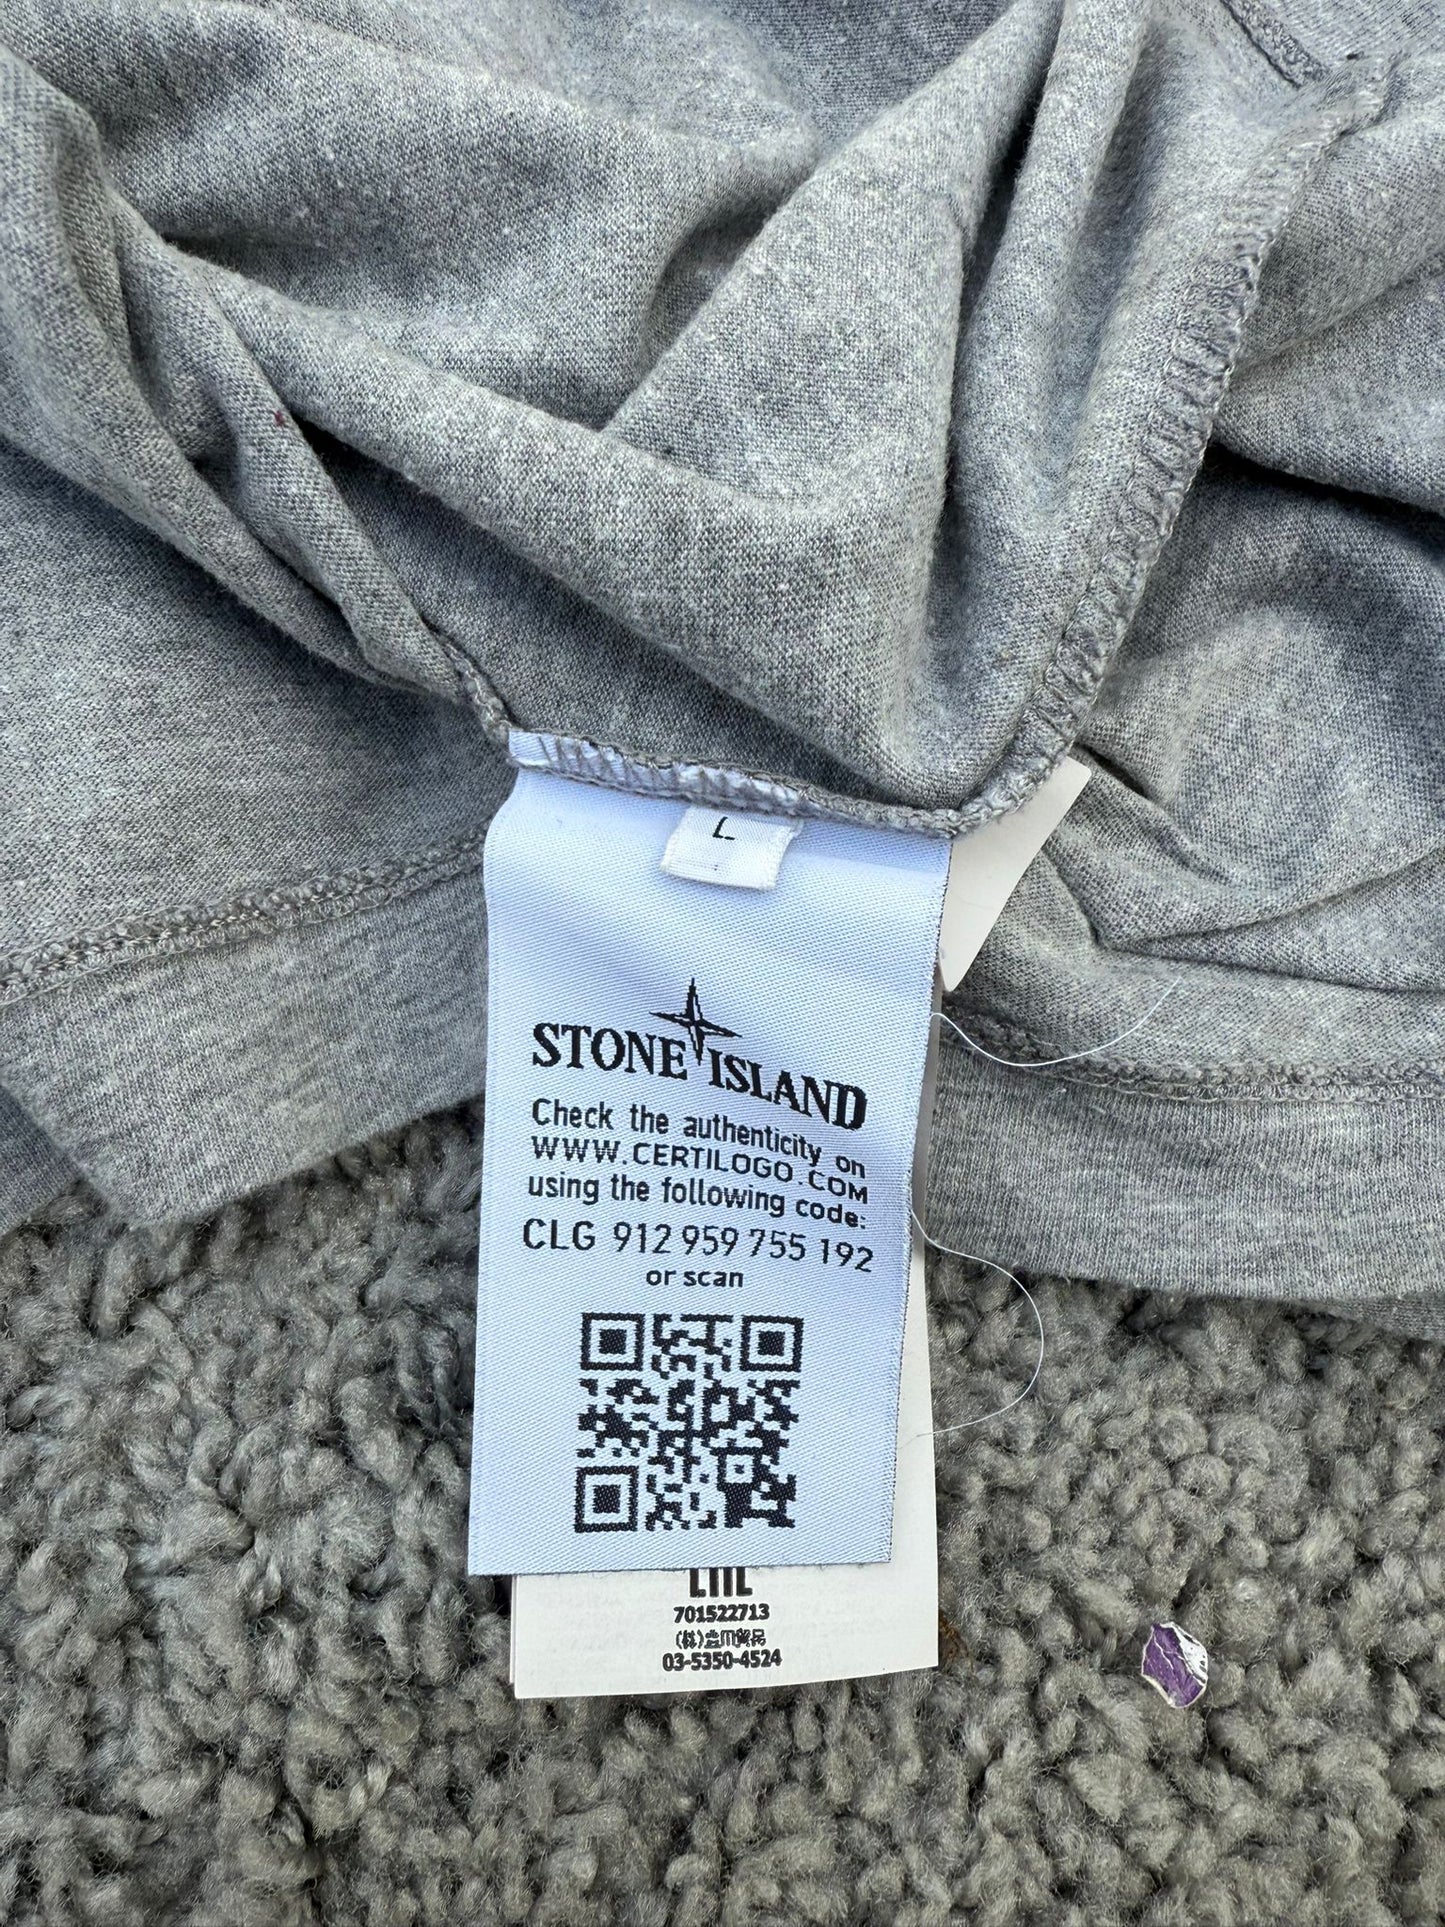 L
STONE ISLAND
Check the authenticity on
WWW.CERTILOGO.COM
using the following code:
CLG 912 959 755 192
or scan
701522713
03-5350-4524